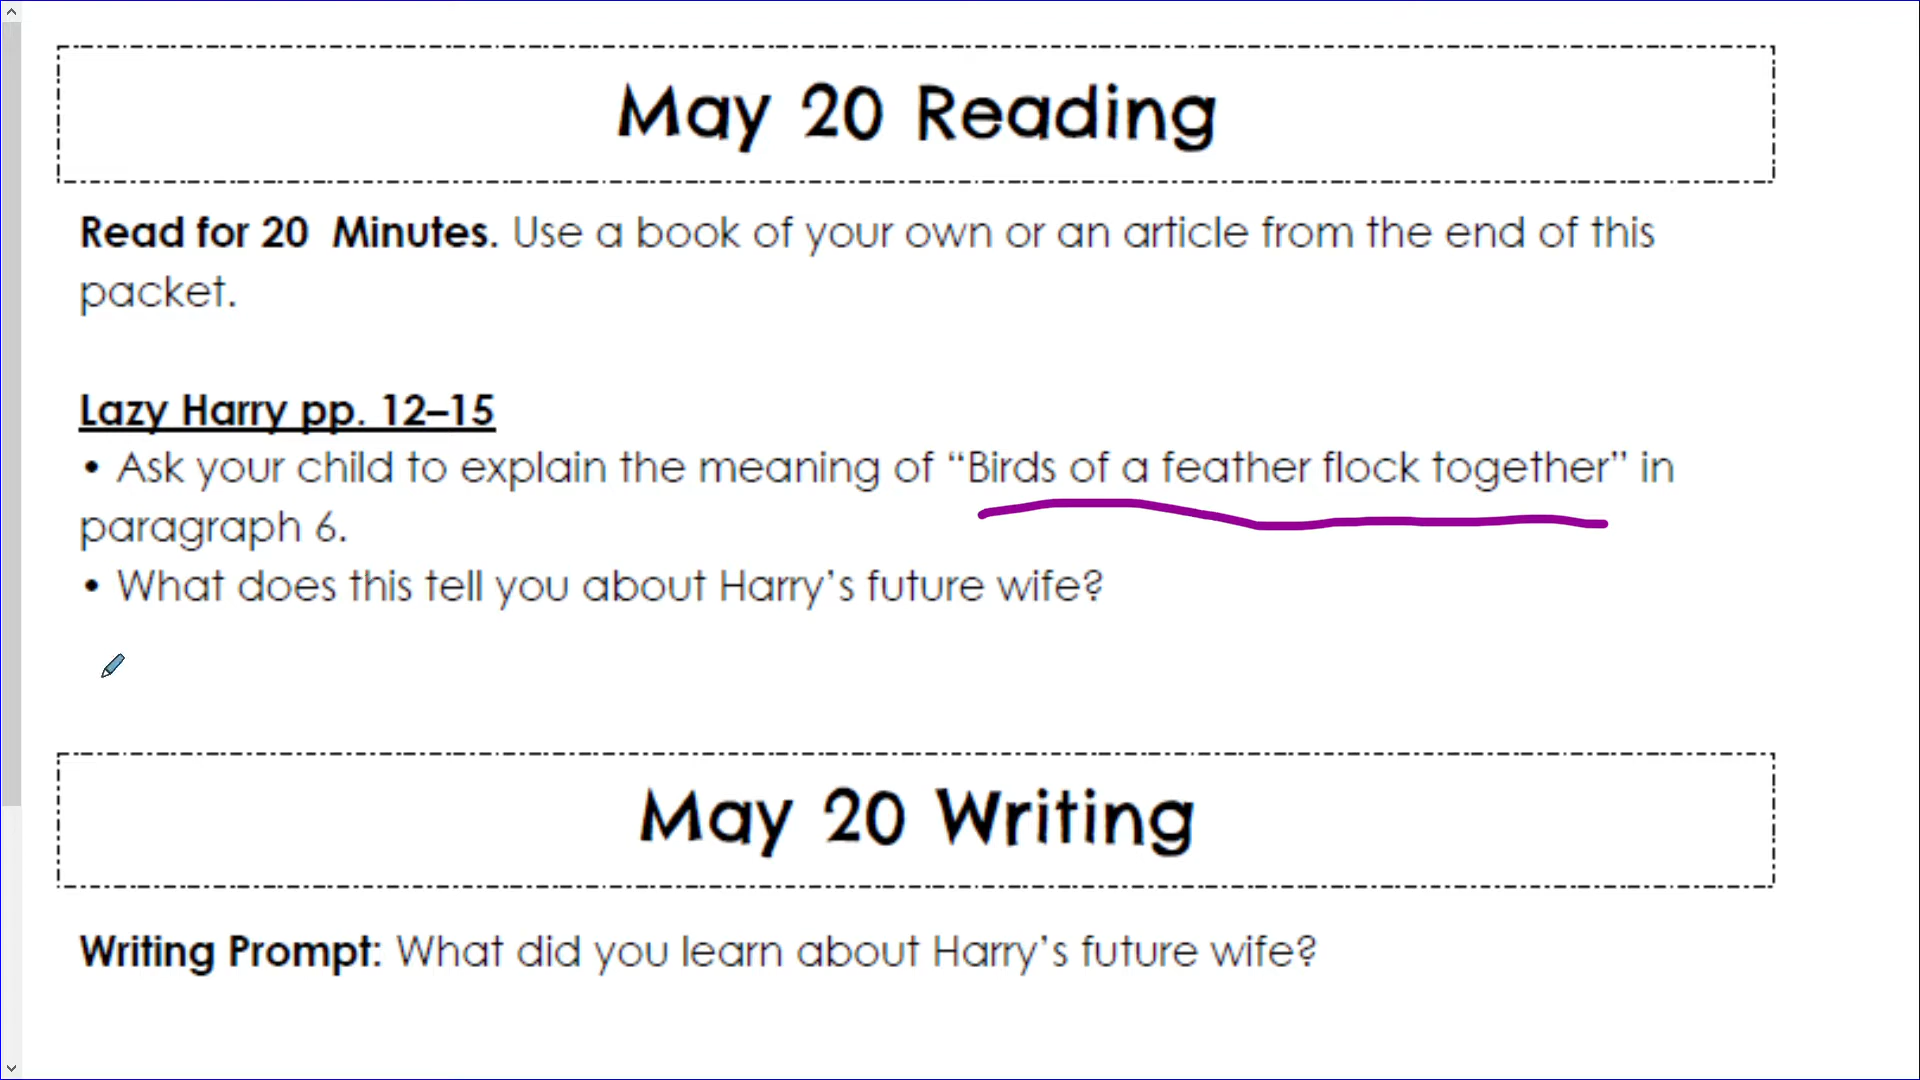 May 20 Reading
Read for 20  Minutes. Use a book of your own or an article from the end of this
packet.
Lazy Harry pp. 12–15
• Ask your child to explain the meaning of “Birds of a feather flock together” in
paragraph 6.
• What does this tell you about Harry’s future wife?
May 20 Writing
Writing Prompt: What did you learn about Harry’s future wife?